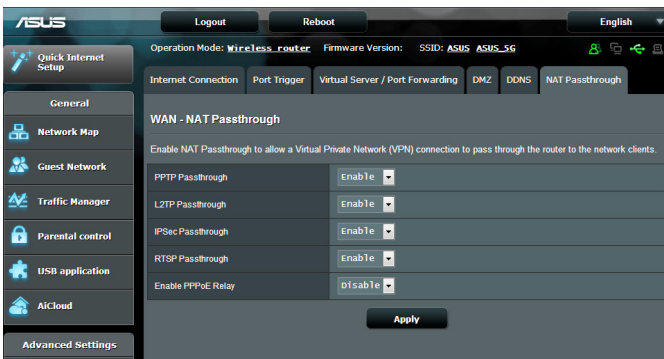 ASUS
Logout
Reboot
English
Operation Mode: Wireless router Firmware Version: SSID: ASUS ASUS_5G
Quick Internet
Setup
Internet Connection
Port Trigger
Virtual Server / Port Forwarding
DMZ
DDNS
NAT Passthrough
General
Network Map
Guest Network
Traffic Manager
Parental control
USB application
AiCloud
Advanced Settings
WAN - NAT Passthrough
Enable NAT Passthrough to allow a Virtual Private Network (VPN) connection to pass through the router to the network clients.
PPTP Passthrough Enable
L2TP Passthrough Enable
IPSec Passthrough Enable
RTSP Passthrough Enable
Enable PPPoE Relay Disable
Apply